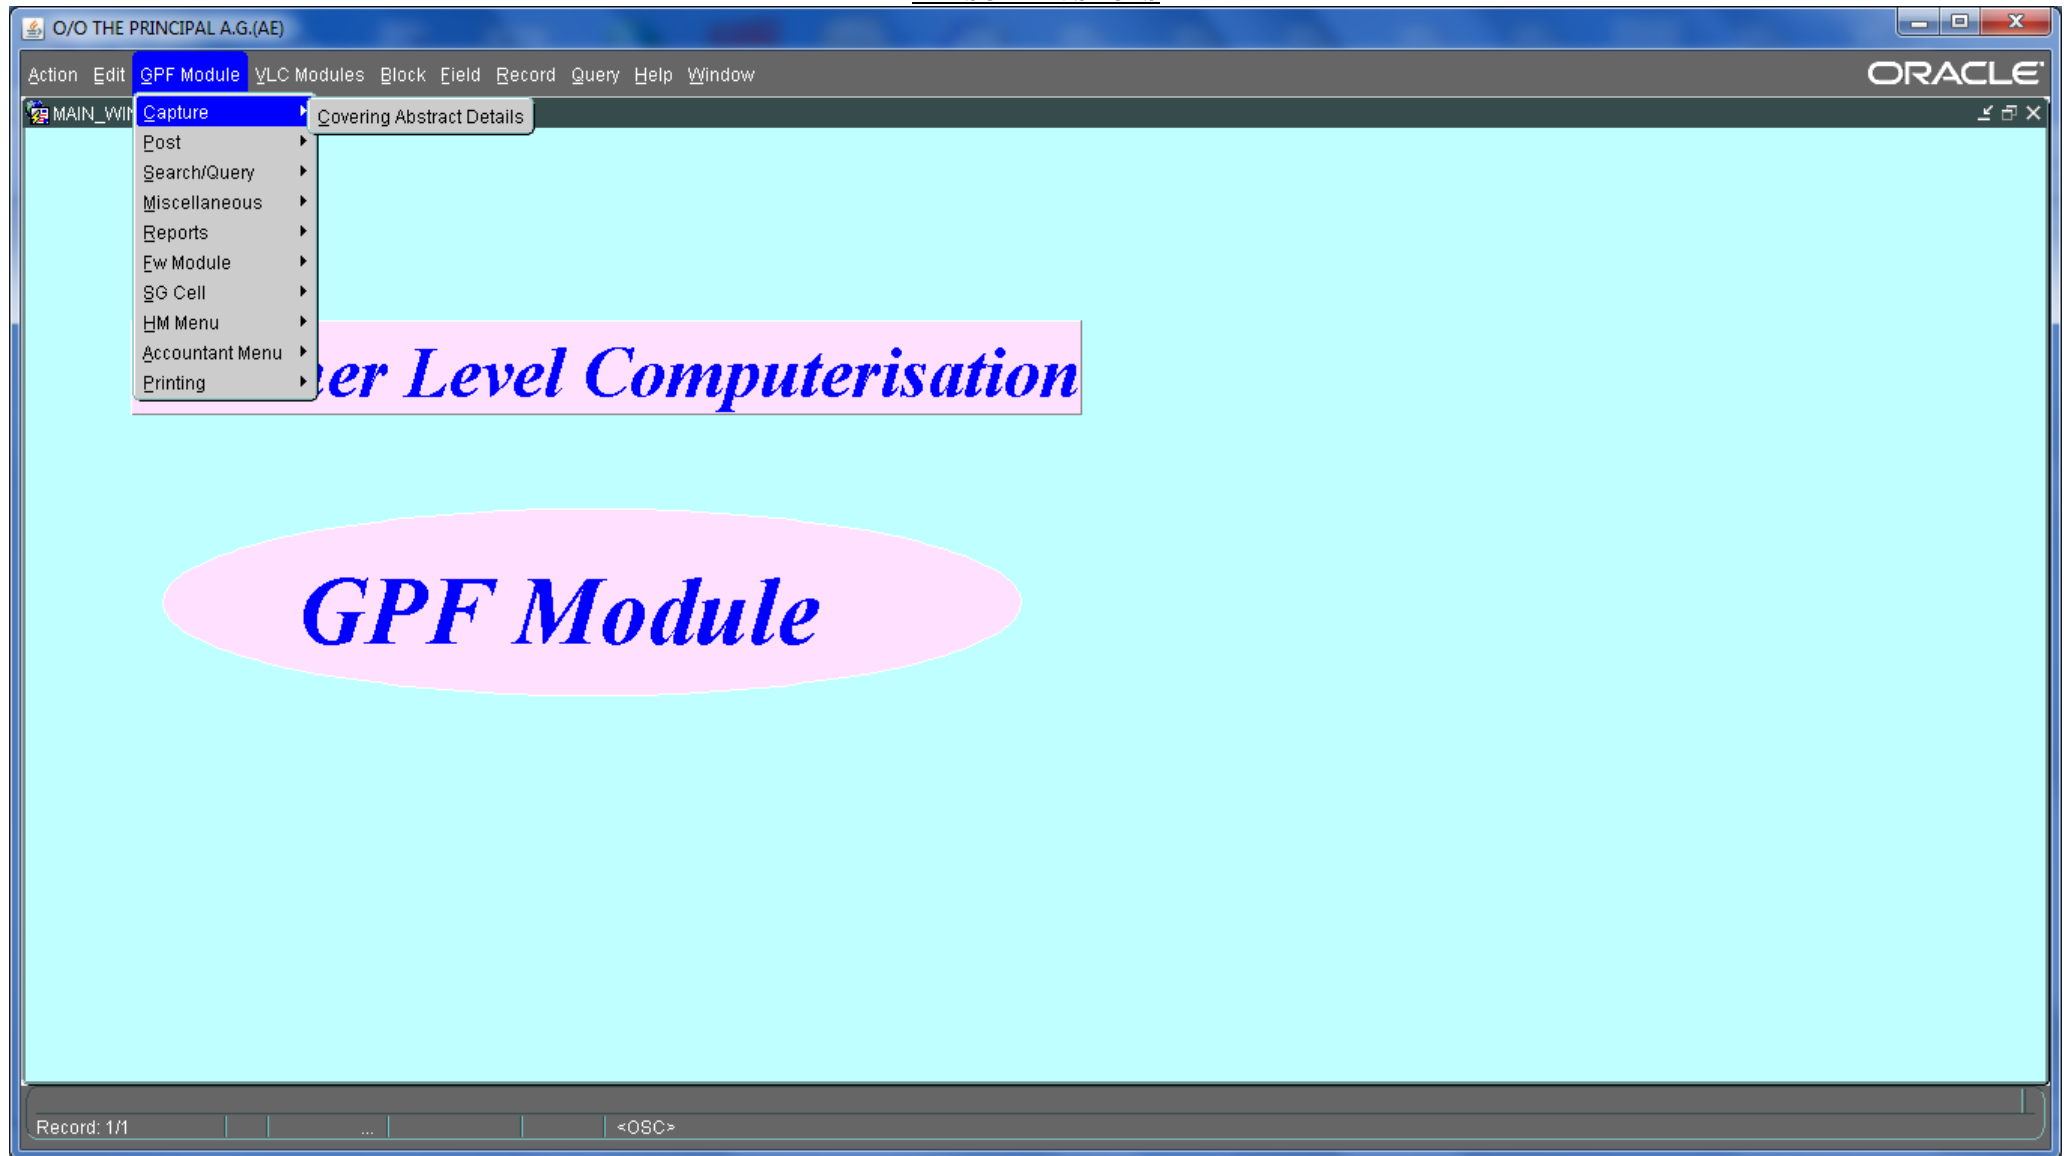 O/O THE PRINCIPAL A.G.(AE)
Action Edit GPF Module VLC Modules Block Field Record Query Help Window
ORACLE
Capture
Covering Abstract Details
Post
Search/Query
Miscellaneous
Reports
Fw Module
SG Cell
HM Menu
Accountant Menu
Printing
Level Computerisation
GPF Module
Record: 1/1 ... <OSC>